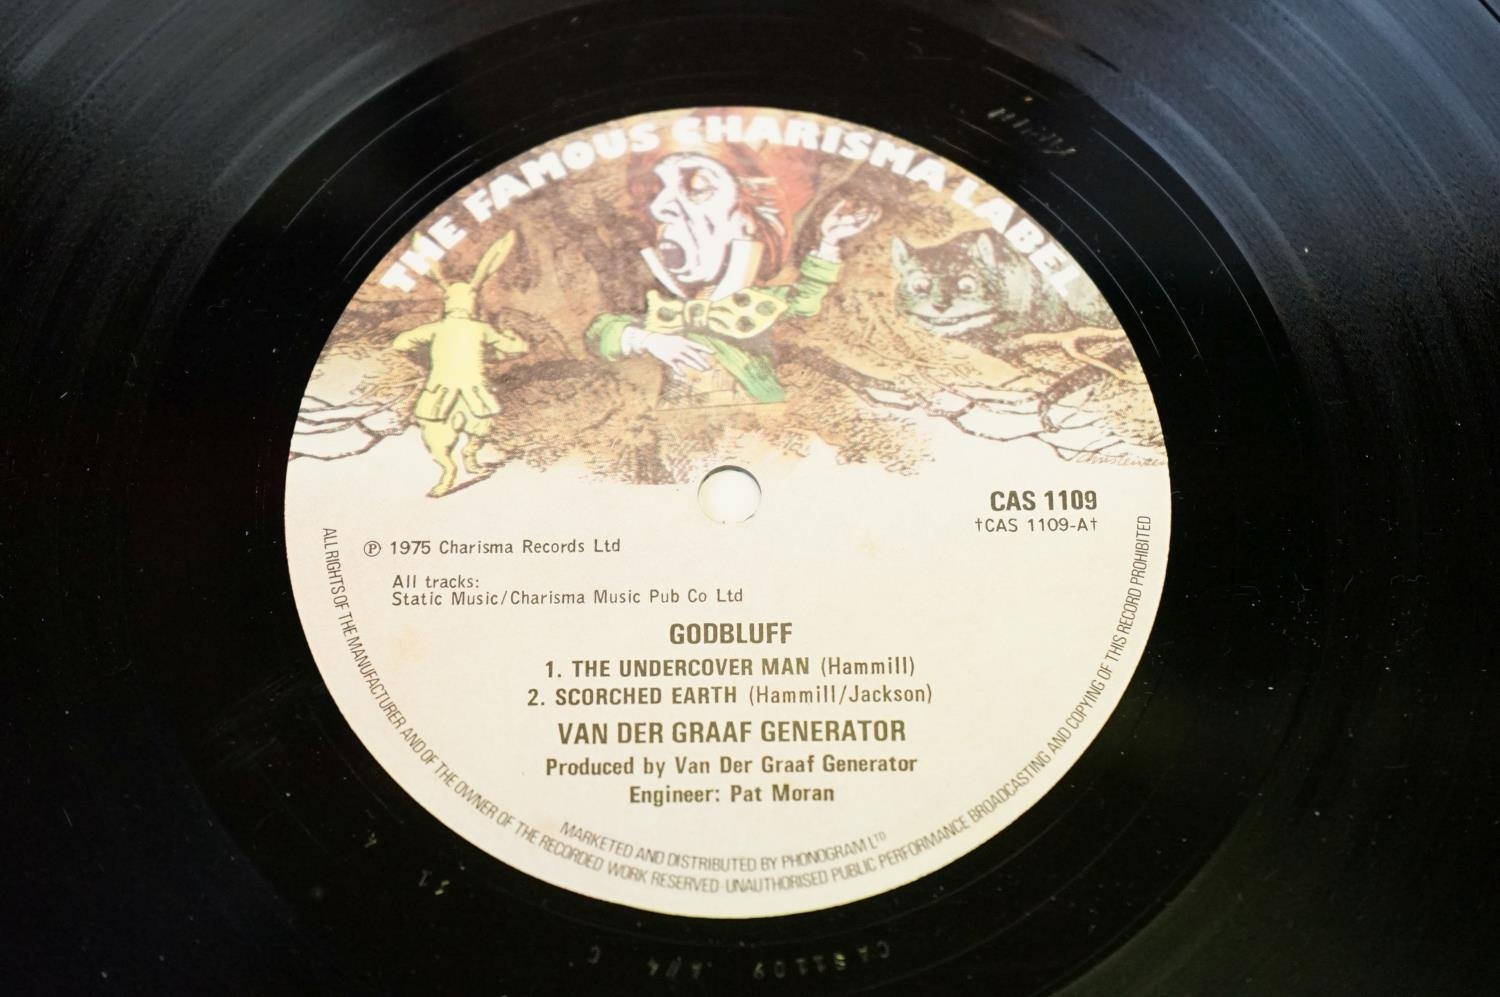 THE FAMOUS CHARISMA LABEL
Christensen
CAS 1109
†CAS 1109-A†
℗ 1975 Charisma Records Ltd
All tracks:
Static Music/Charisma Music Pub Co Ltd
GODBLUFF
1. THE UNDERCOVER MAN (Hammill)
2. SCORCHED EARTH (Hammill/Jackson)
VAN DER GRAAF GENERATOR
Produced by Van Der Graaf Generator
Engineer: Pat Moran
MARKETED AND DISTRIBUTED BY PHONOGRAM LTD
ALL RIGHTS OF THE MANUFACTURER AND OF THE OWNER OF THE RECORDED WORK RESERVED UNAUTHORISED PUBLIC PERFORMANCE BROADCASTING AND COPYING OF THIS RECORD PROHIBITED
CAS 1109